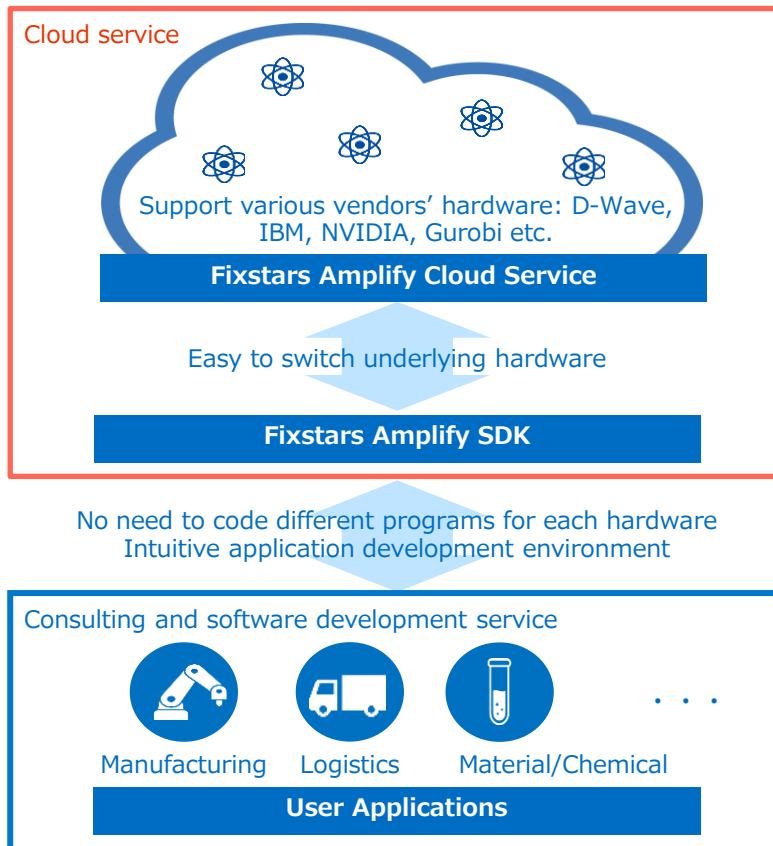 Cloud service
Support various vendors’ hardware: D-Wave,
IBM, NVIDIA, Gurobi etc.
Fixstars Amplify Cloud Service
Easy to switch underlying hardware
Fixstars Amplify SDK
No need to code different programs for each hardware
Intuitive application development environment
Consulting and software development service
Manufacturing Logistics Material/Chemical
. . .
User Applications